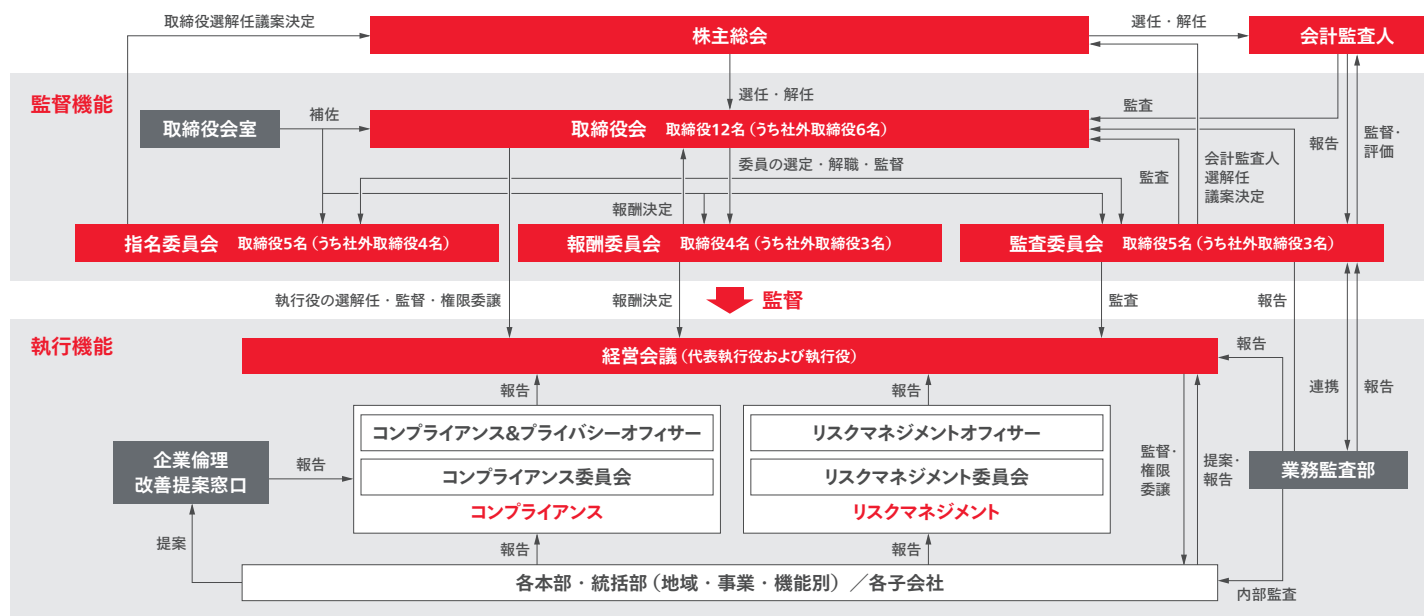 取締役選解任議案決定
株主総会
選任・解任
会計監査人
監督機能
選任・解任
取締役会室
補佐
取締役会 取締役12名（うち社外取締役6名）
監査
報告
監督・
評価
委員の選定・解職・監督
監査
会計監査人
選解任
議案決定
報酬決定
指名委員会 取締役5名（うち社外取締役4名）
報酬委員会 取締役4名（うち社外取締役3名）
監査委員会 取締役5名（うち社外取締役3名）
執行役の選解任・監督・権限委譲
報酬決定
監督
監査
報告
執行機能
経営会議（代表執行役および執行役）
報告
報告
報告
連携
報告
コンプライアンス&プライバシーオフィサー
リスクマネジメントオフィサー
企業倫理
改善提案窓口
報告
コンプライアンス委員会
リスクマネジメント委員会
監督・
権限
委譲
提案・
報告
業務監査部
コンプライアンス
リスクマネジメント
提案
報告
報告
各本部・統括部（地域・事業・機能別）／各子会社
内部監査